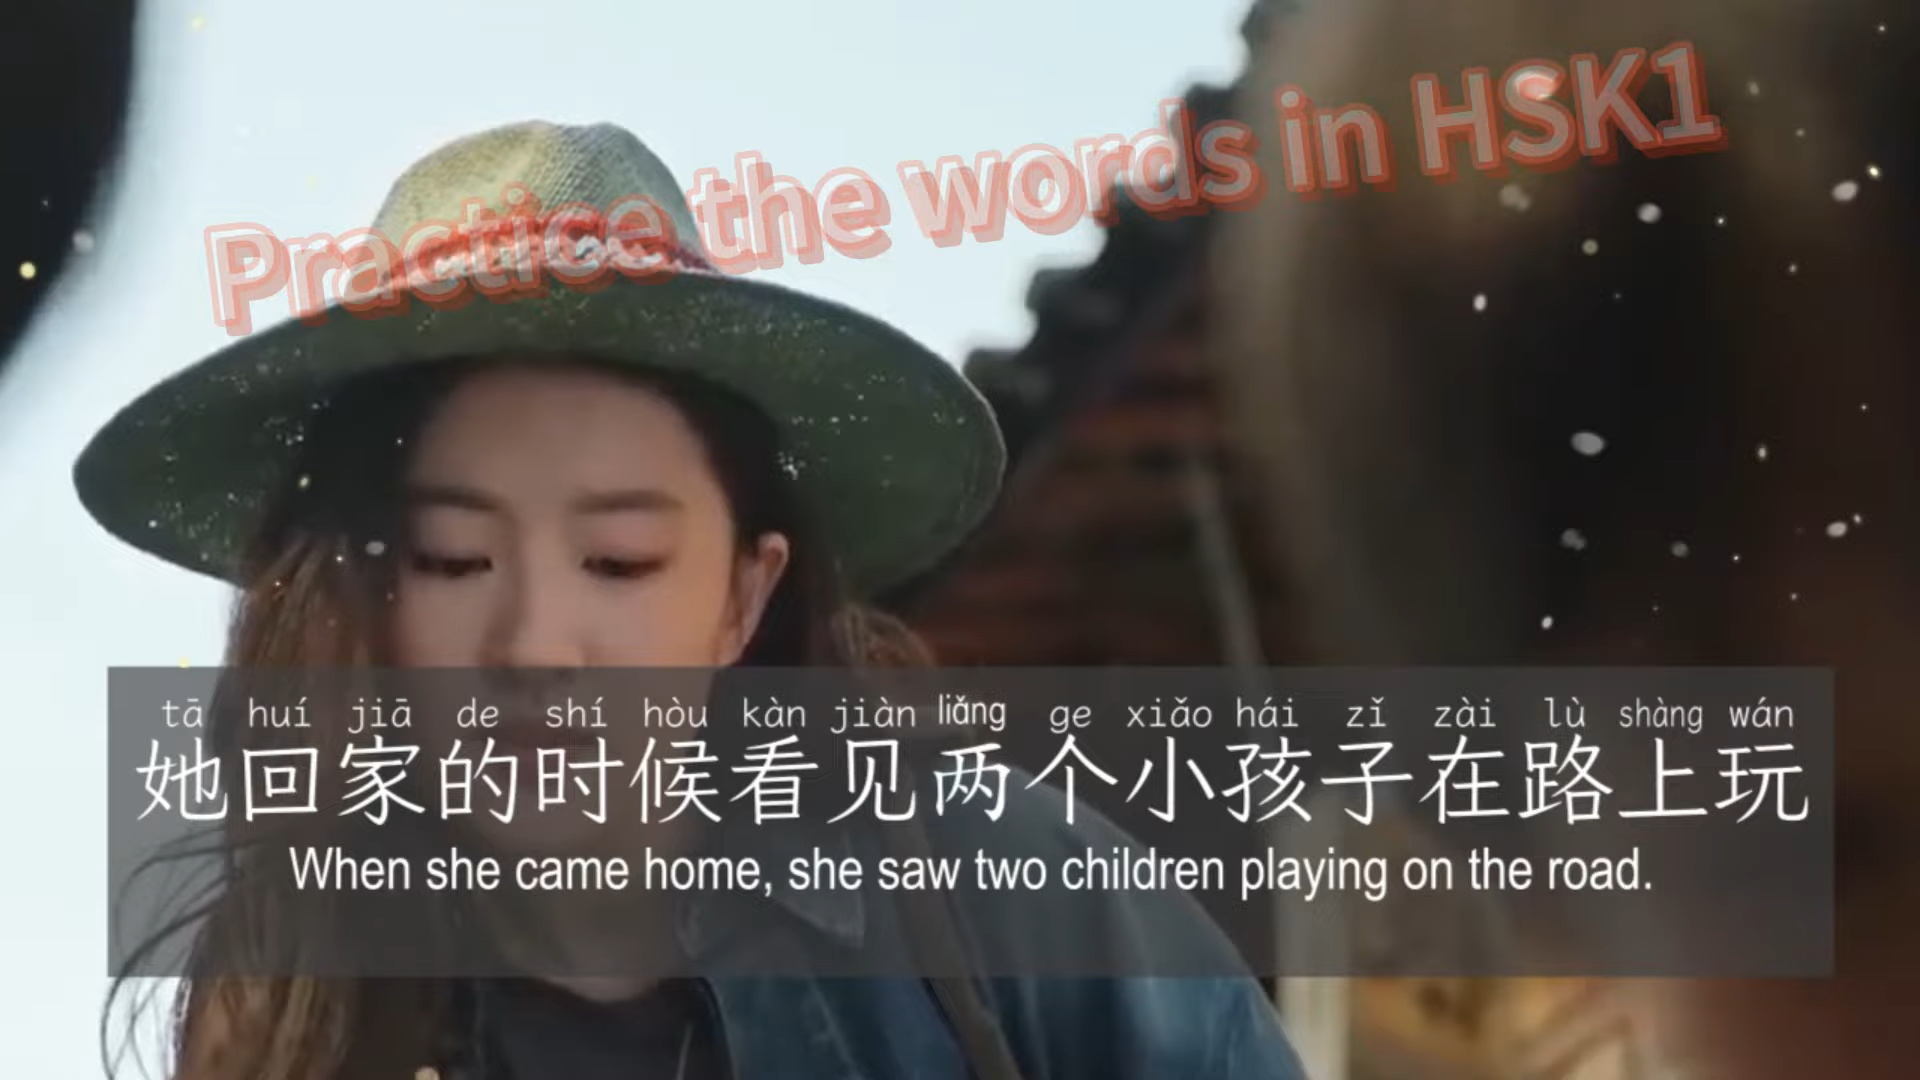 Practice the words in HSK1
tā huí jiā de shí hòu kàn jiàn liǎng ge xiǎo hái zǐ zài lù shàng wán
她回家的时候看见两个小孩子在路上玩
When she came home, she saw two children playing on the road.